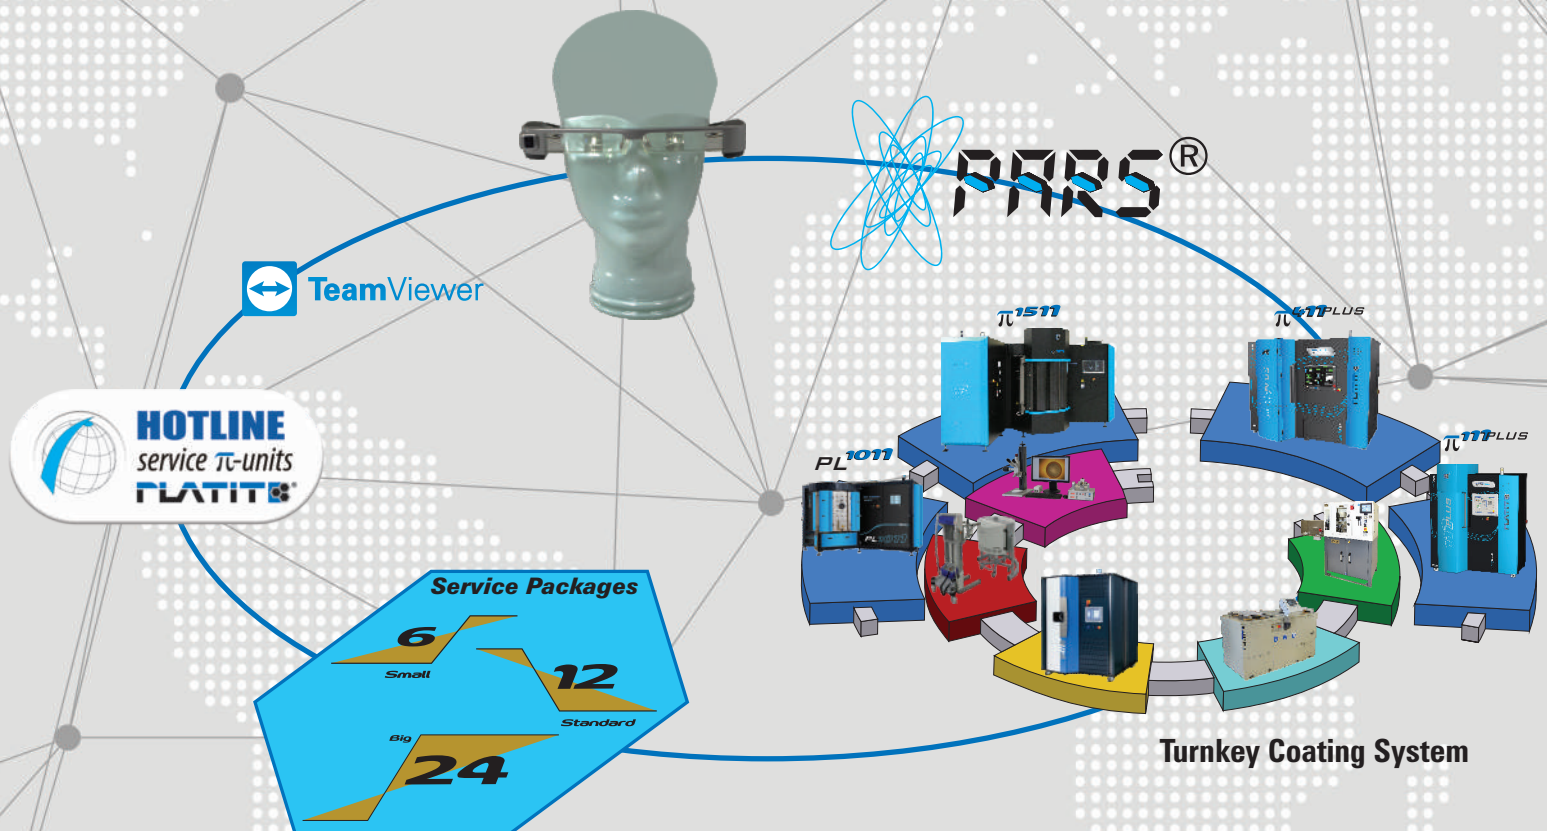 PARS®
TeamViewer
π1511
π411PLUS
HOTLINE
service π-units
PLATIT
PL1011
π111PLUS
Service Packages
6
Small
12
Standard
Big
24
Turnkey Coating System